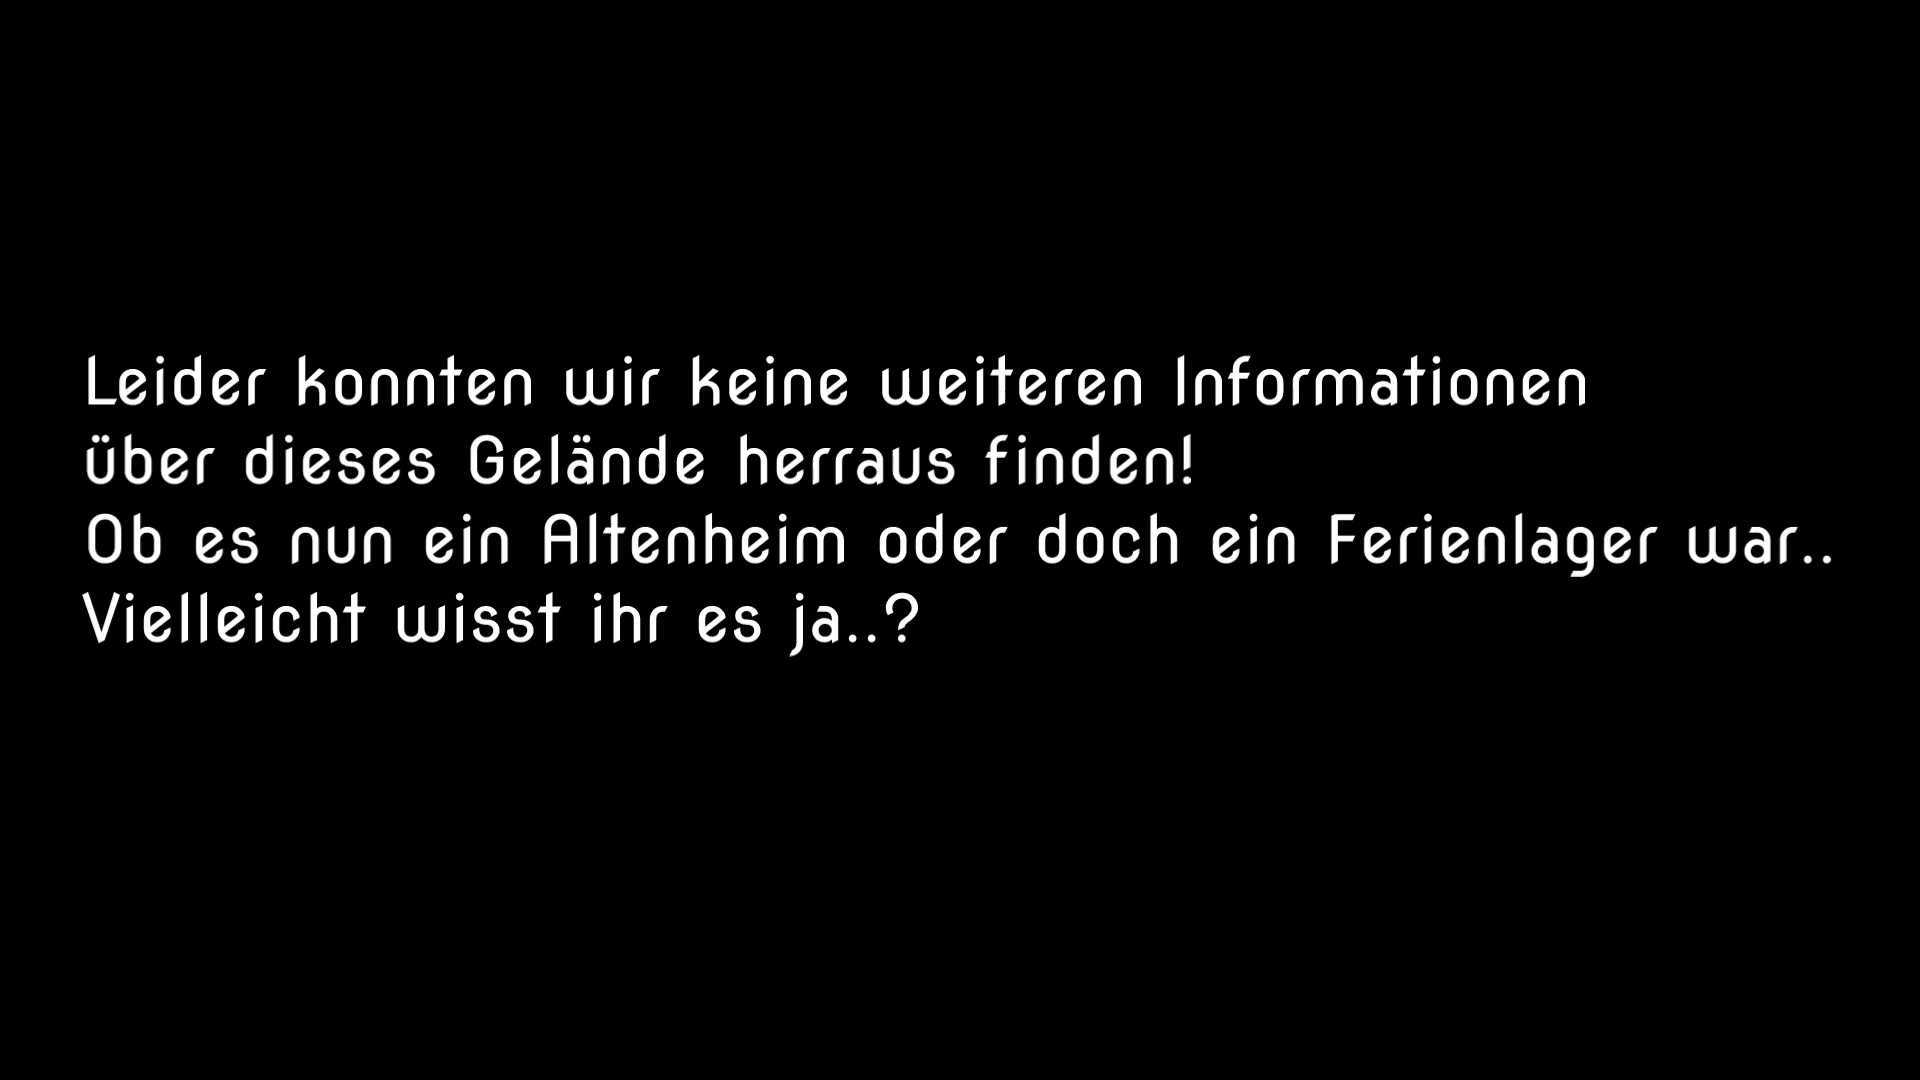 Leider konnten wir keine weiteren Informationen
über dieses Gelände herraus finden!
Ob es nun ein Altenheim oder doch ein Ferienlager war..
Vielleicht wisst ihr es ja..?